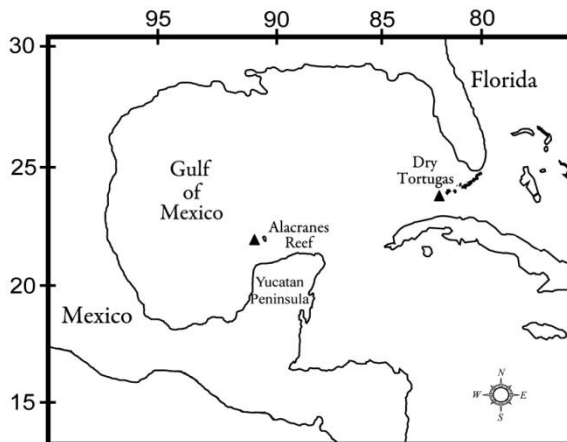 95 90 85 80
30
Florida
25
Dry
Tortugas
Gulf
of
Mexico
Alacranes
Reef
20
Yucatan
Peninsula
Mexico
15
N
W E
S